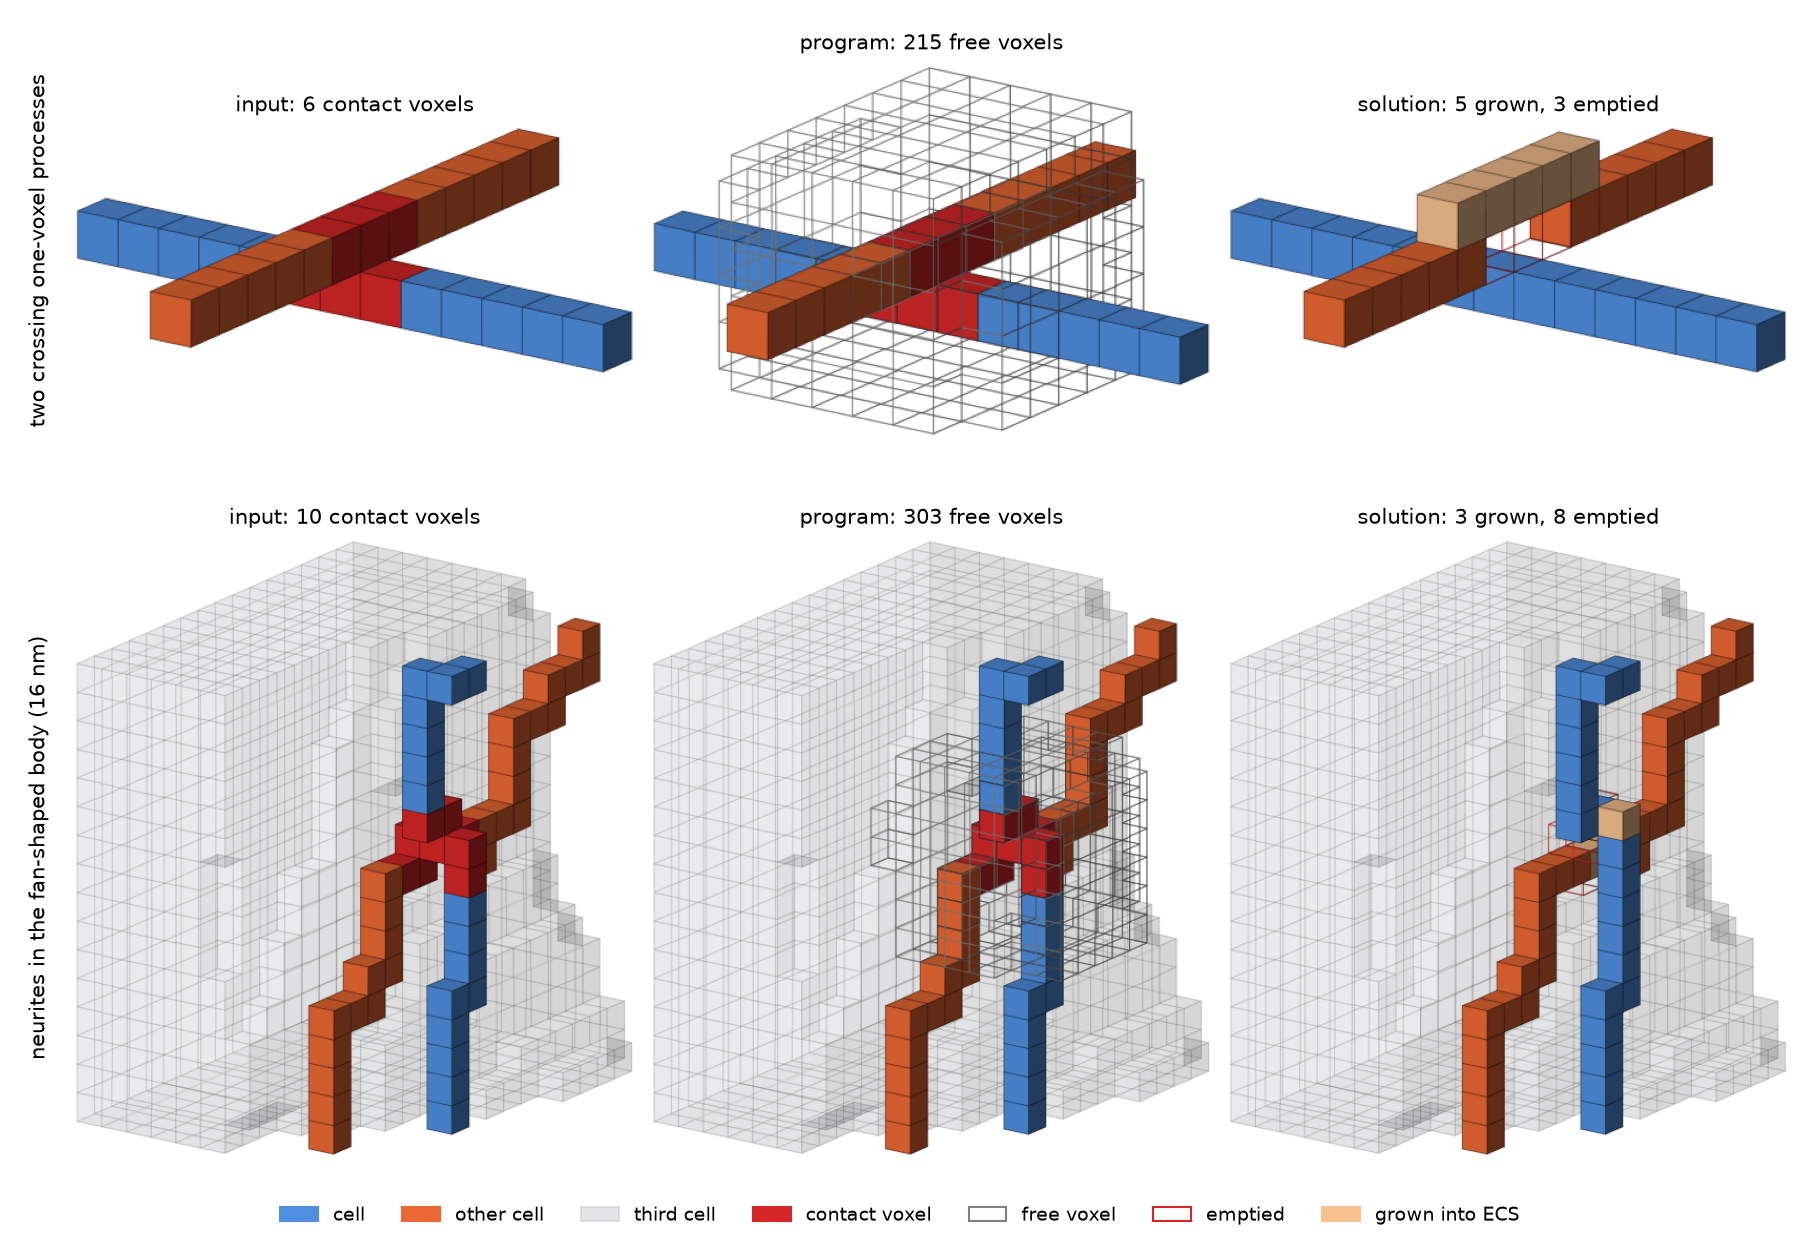 two crossing one-voxel processes
input: 6 contact voxels
program: 215 free voxels
solution: 5 grown, 3 emptied
neurites in the fan-shaped body (16 nm)
input: 10 contact voxels
program: 303 free voxels
solution: 3 grown, 8 emptied
cell
other cell
third cell
contact voxel
free voxel
emptied
grown into ECS